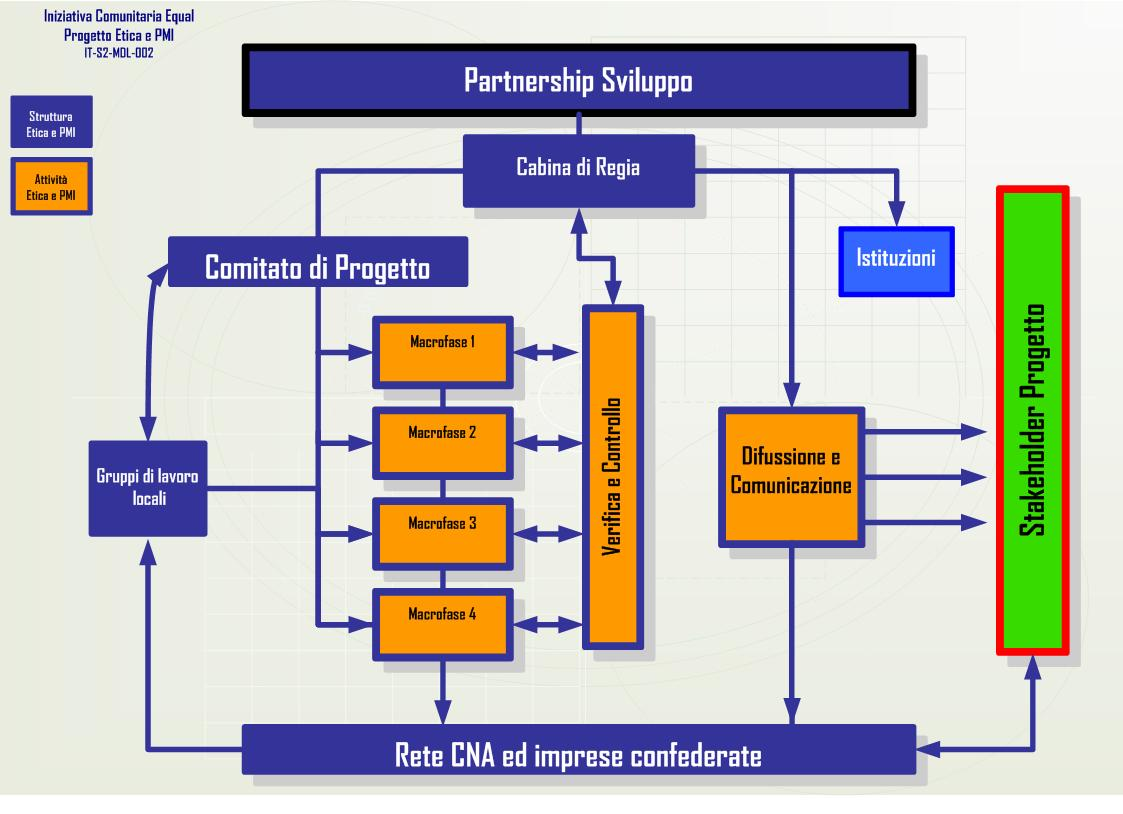 Iniziativa Comunitaria Equal
Progetto Etica e PMI
IT-S2-MDL-002
Partnership Sviluppo
Struttura
Etica e PMI
Cabina di Regia
Attività
Etica e PMI
Istituzioni
Comitato di Progetto
Macrofase 1
Macrofase 2
Macrofase 3
Macrofase 4
Verifica e Controllo
Gruppi di lavoro
locali
Difussione e
Comunicazione
Stakeholder Progetto
Rete CNA ed imprese confederate